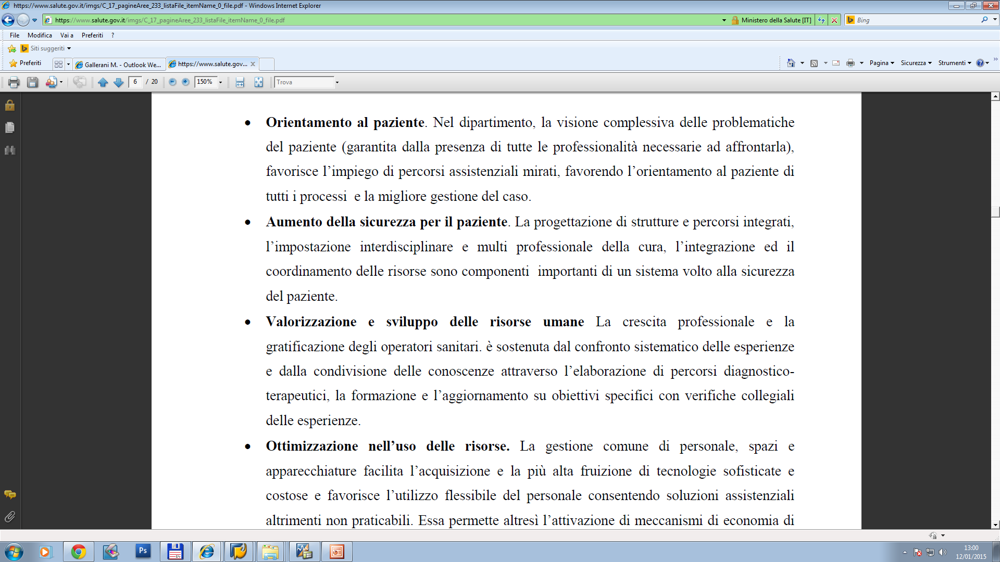 https://www.salute.gov.it/imgs/C_17_pagineAree_233_listaFile_itemName_0_file.pdf - Windows Internet Explorer
https://www.salute.gov.it/imgs/C_17_pagineAree_233_listaFile_itemName_0_file.pdf
Ministero della Salute [IT]
Bing
File Modifica Vai a Preferiti ?
Siti suggeriti
Preferiti
Gallerani M. - Outlook We...
https://www.salute.gov...
Pagina Sicurezza Strumenti
6 / 20
150%
Trova
• Orientamento al paziente. Nel dipartimento, la visione complessiva delle problematiche
del paziente (garantita dalla presenza di tutte le professionalità necessarie ad affrontarla),
favorisce l’impiego di percorsi assistenziali mirati, favorendo l’orientamento al paziente di
tutti i processi  e la migliore gestione del caso.
• Aumento della sicurezza per il paziente. La progettazione di strutture e percorsi integrati,
l’impostazione interdisciplinare e multi professionale della cura, l’integrazione ed il
coordinamento delle risorse sono componenti  importanti di un sistema volto alla sicurezza
del paziente.
• Valorizzazione e sviluppo delle risorse umane La crescita professionale e la
gratificazione degli operatori sanitari. è sostenuta dal confronto sistematico delle esperienze
e dalla condivisione delle conoscenze attraverso l’elaborazione di percorsi diagnostico-
terapeutici, la formazione e l’aggiornamento su obiettivi specifici con verifiche collegiali
delle esperienze.
• Ottimizzazione nell’uso delle risorse. La gestione comune di personale, spazi e
apparecchiature facilita l’acquisizione e la più alta fruizione di tecnologie sofisticate e
costose e favorisce l’utilizzo flessibile del personale consentendo soluzioni assistenziali
altrimenti non praticabili. Essa permette altresì l’attivazione di meccanismi di economia di
Ps
64
13:00
12/01/2015